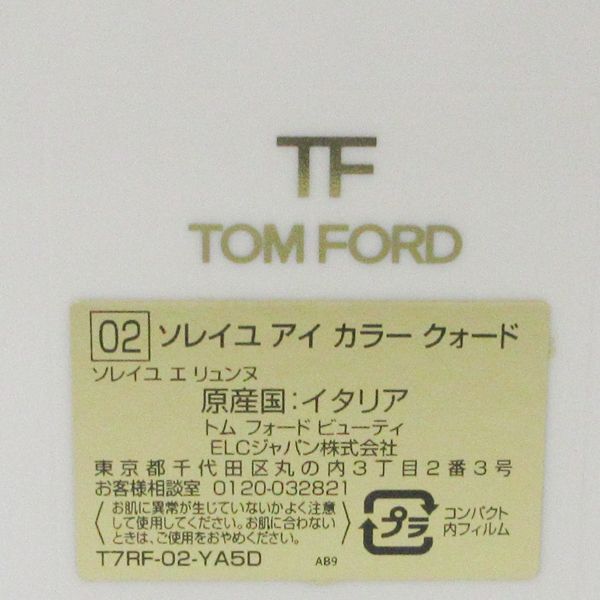 TF
TOM FORD
02 ソレイユ アイ カラー クォード
ソレイユ エ リュンヌ
原産国:イタリア
トム フォード ビューティ
ELCジャパン株式会社
東京都千代田区丸の内3丁目2番3号
お客様相談室 0120-032821
お肌に異常が生じていないかよく注意
して使用してください。お肌に合わない
ときは、ご使用をおやめください。
プラ
コンパクト
内フィルム
T7RF-02-YA5D
AB9